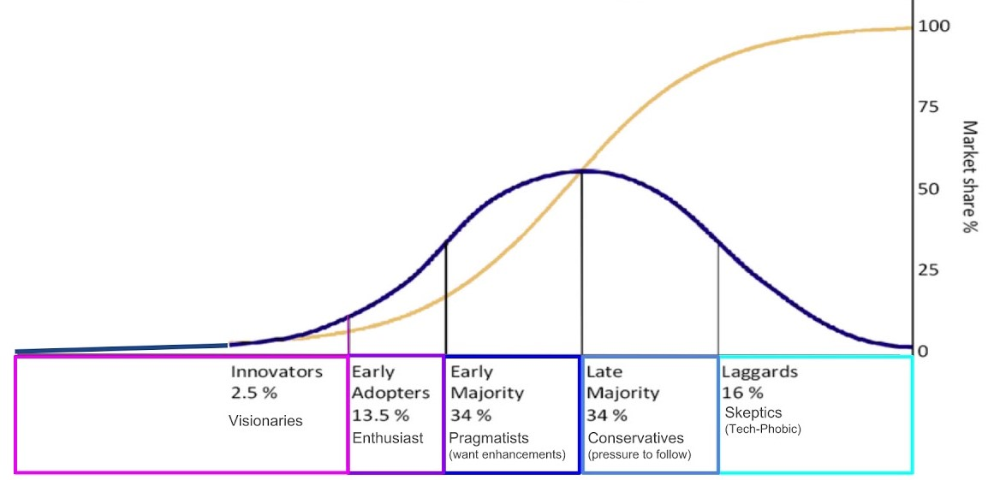 100
75
50
25
0
Market share %
Innovators
2.5 %
Visionaries
Early
Adopters
13.5 %
Enthusiast
Early
Majority
34 %
Pragmatists
(want enhancements)
Late
Majority
34 %
Conservatives
(pressure to follow)
Laggards
16 %
Skeptics
(Tech-Phobic)